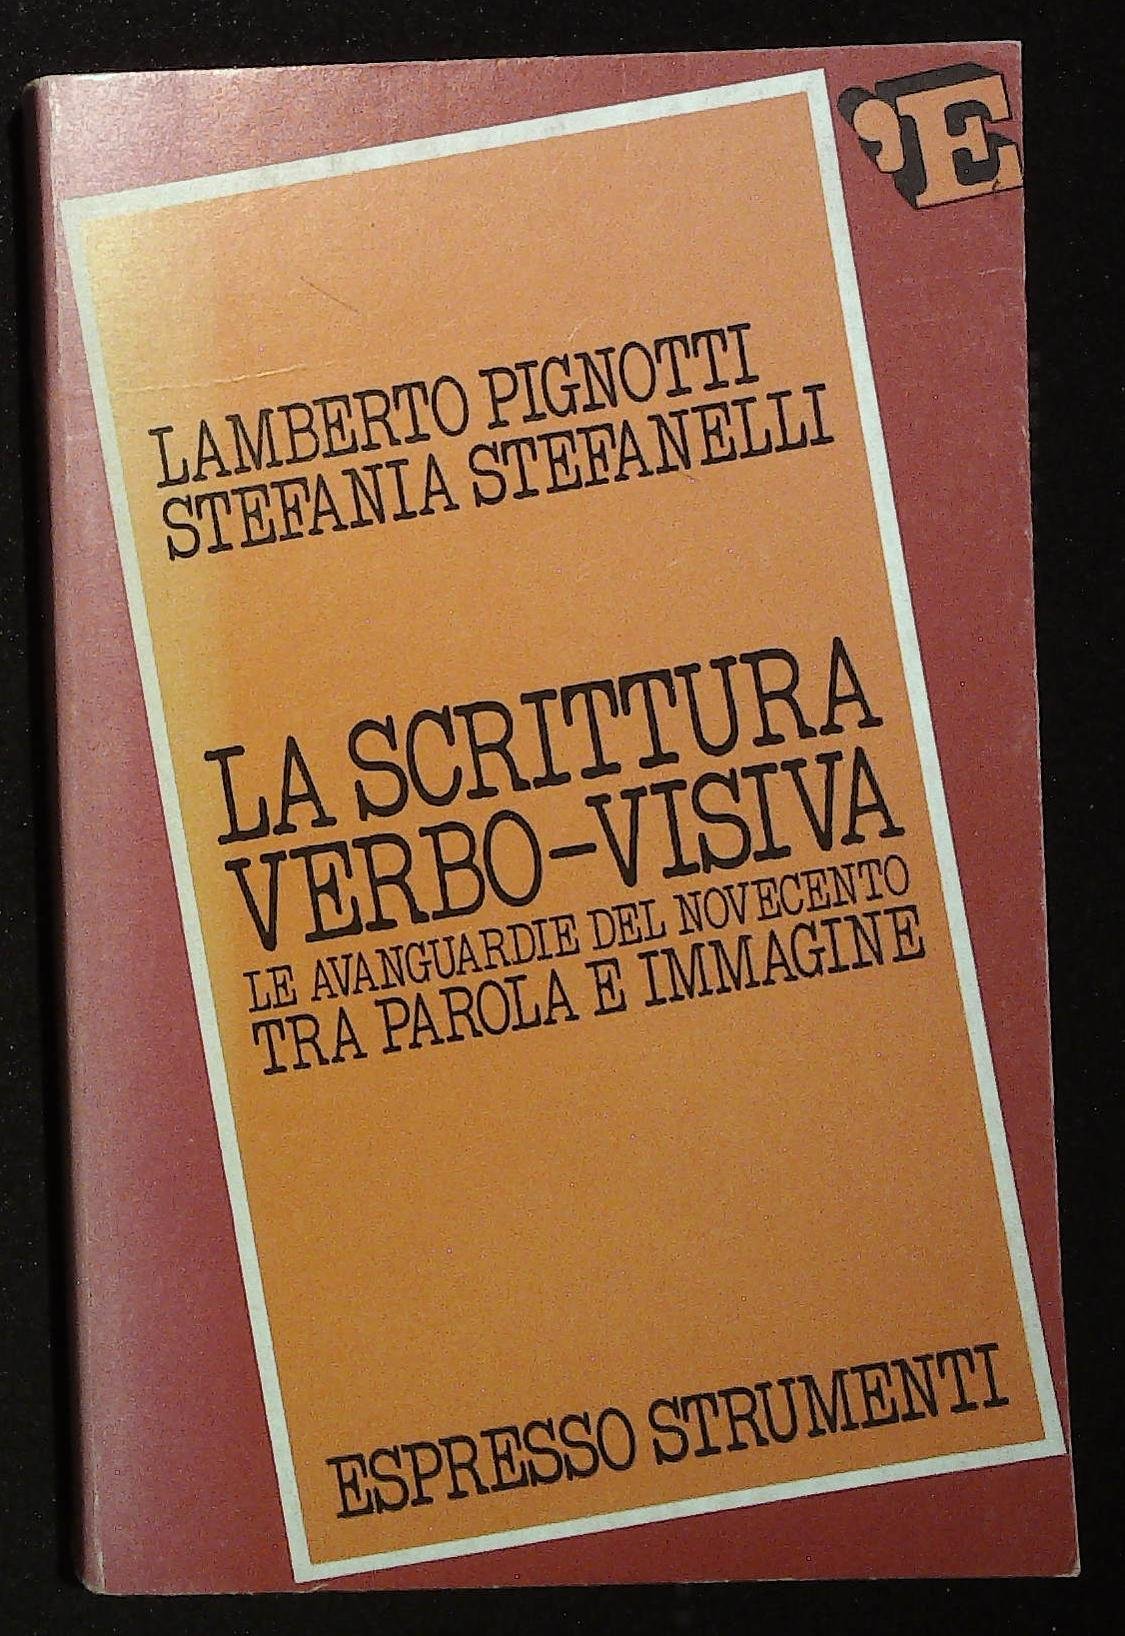 'E
LAMBERTO PIGNOTTI
STEFANIA STEFANELLI
LA SCRITTURA
VERBO-VISIVA
LE AVANGUARDIE DEL NOVECENTO
TRA PAROLA E IMMAGINE
ESPRESSO STRUMENTI